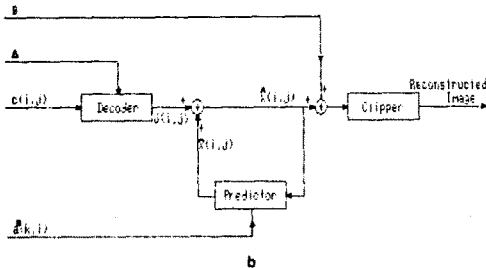 B
Δ
c(i,j)
Decoder
(i,j)
x̂(i,j)
Clipper
Reconstructed
Image
(i,j)
Predictor
(k,l)
b